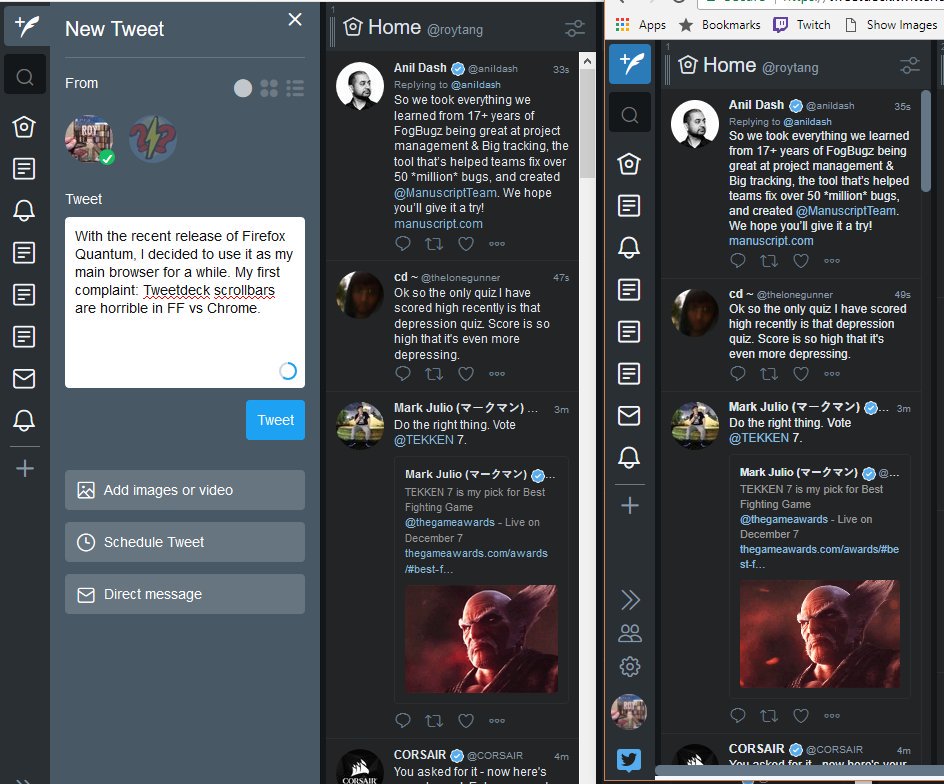 New Tweet
From
Tweet
With the recent release of Firefox
Quantum, I decided to use it as my
main browser for a while. My first
complaint: Tweetdeck scrollbars
are horrible in FF vs Chrome.
Tweet
Add images or video
Schedule Tweet
Direct message
1
Home @roytang
Anil Dash @anildash 33s
Replying to @anildash
So we took everything we
learned from 17+ years of
FogBugz being great at project
management & Big tracking, the
tool that's helped teams fix over
50 *million* bugs, and created
@ManuscriptTeam. We hope
you'll give it a try!
manuscript.com
cd ~ @thelonegunner 47s
Ok so the only quiz I have
scored high recently is that
depression quiz. Score is so
high that it's even more
depressing.
Mark Julio (マークマン) ... 3m
Do the right thing. Vote
@TEKKEN 7.
Mark Julio (マークマン) ...
TEKKEN 7 is my pick for Best
Fighting Game
@thegameawards - Live on
December 7
thegameawards.com/awards
/#best-f...
CORSAIR @CORSAIR 4m
You asked for it - now here's
CORSAIR
Apps Bookmarks Twitch Show Images
1
Home @roytang
Anil Dash @anildash 35s
Replying to @anildash
So we took everything we learned
from 17+ years of FogBugz being
great at project management &
Big tracking, the tool that's helped
teams fix over 50 *million* bugs,
and created @ManuscriptTeam.
We hope you'll give it a try!
manuscript.com
cd ~ @thelonegunner 49s
Ok so the only quiz I have scored
high recently is that depression
quiz. Score is so high that it's
even more depressing.
Mark Julio (マークマン) ... 3m
Do the right thing. Vote
@TEKKEN 7.
Mark Julio (マークマン) @...
TEKKEN 7 is my pick for Best
Fighting Game
@thegameawards - Live on
December 7
thegameawards.com/awards/#be
st-f...
CORSAIR @CORSAIR 4m